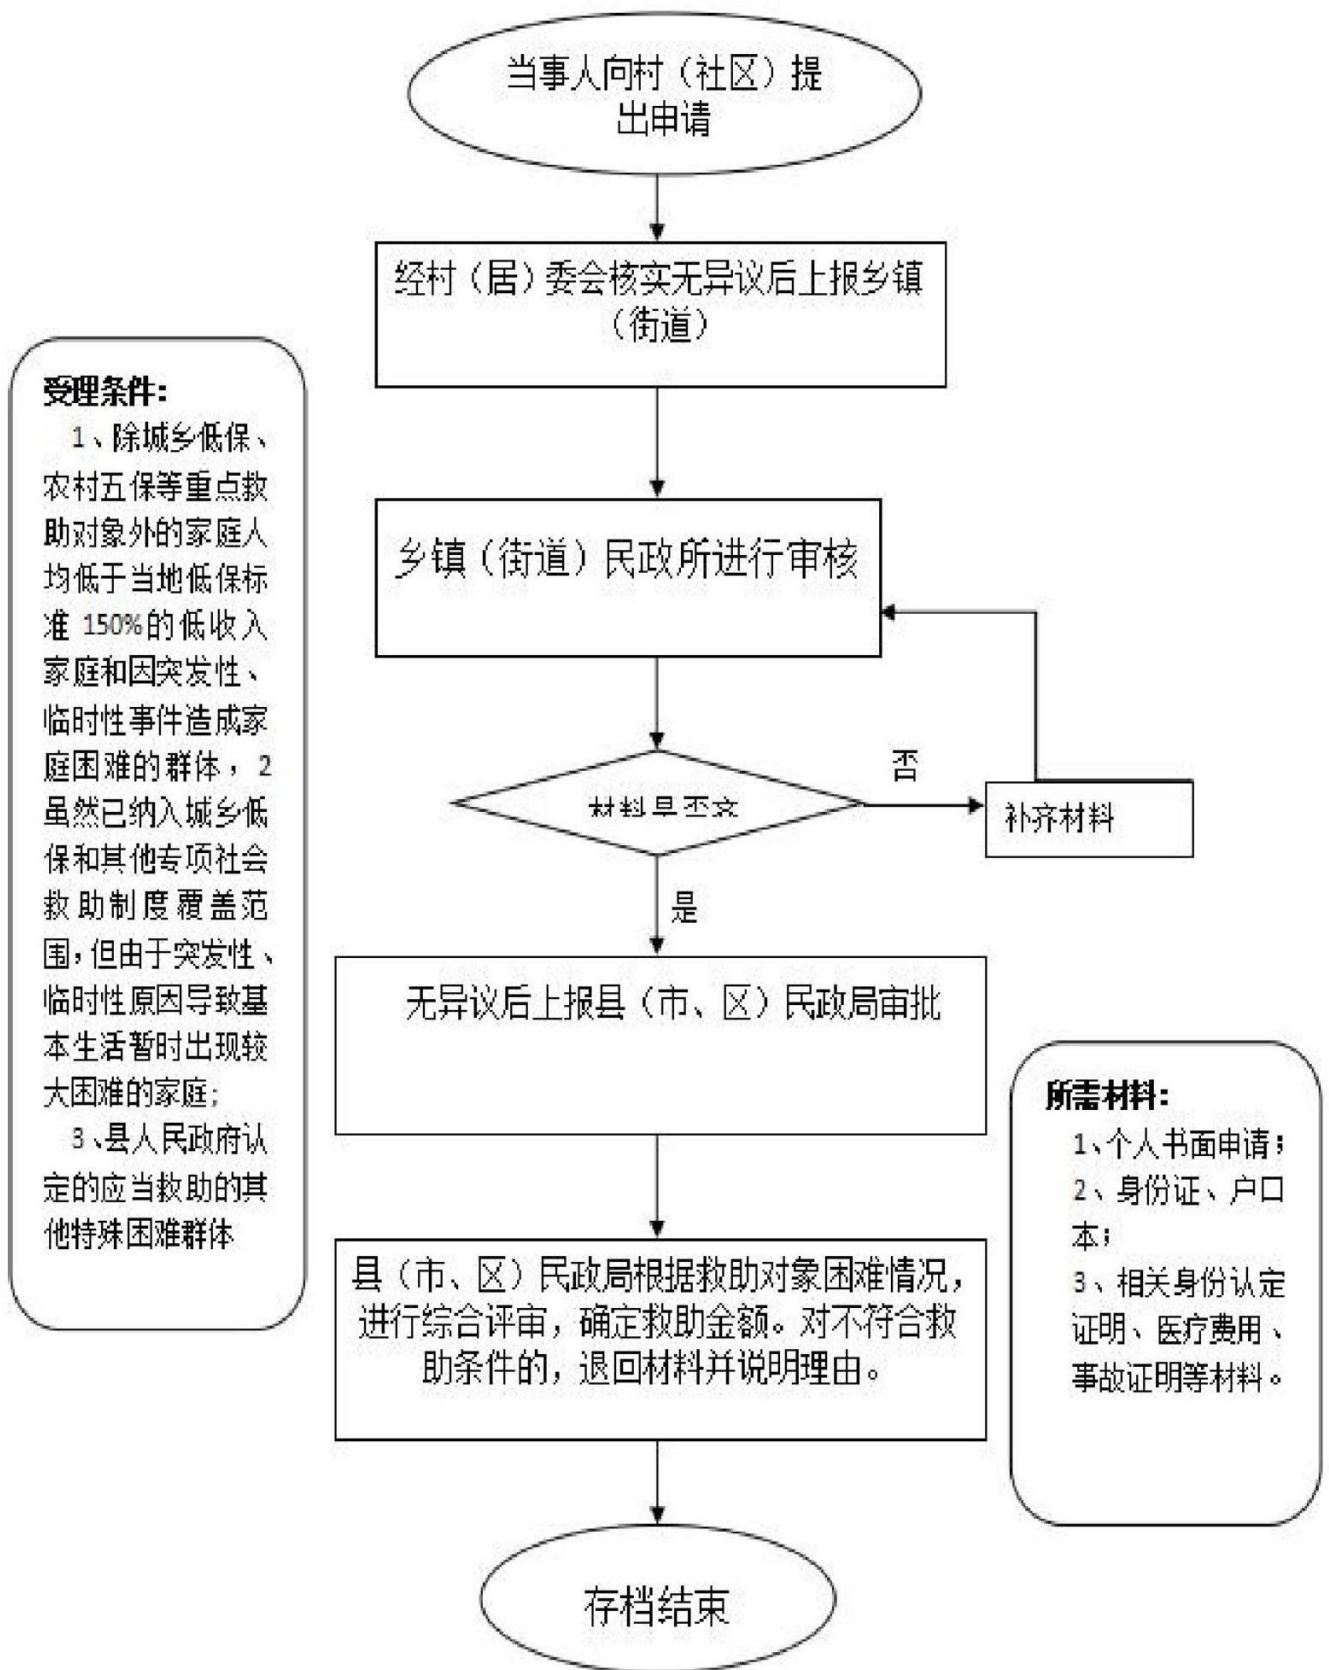 当事人向村（社区）提
出申请
经村（居）委会核实无异议后上报乡镇
（街道）
受理条件：
1、除城乡低保、
农村五保等重点救
助对象外的家庭人
均低于当地低保标
准 150%的低收入
家庭和因突发性、
临时性事件造成家
庭困难的群体，2
虽然已纳入城乡低
保和其他专项社会
救助制度覆盖范
围，但由于突发性、
临时性原因导致基
本生活暂时出现较
大困难的家庭；
3、县人民政府认
定的应当救助的其
他特殊困难群体
乡镇（街道）民政所进行审核
材料是否
否
补齐材料
是
无异议后上报县（市、区）民政局审批
所需材料：
1、个人书面申请；
2、身份证、户口
本；
3、相关身份认定
证明、医疗费用、
事故证明等材料。
县（市、区）民政局根据救助对象困难情况，
进行综合评审，确定救助金额。对不符合救
助条件的，退回材料并说明理由。
存档结束